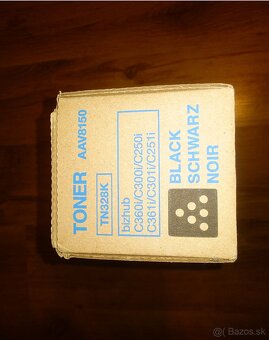 TONER AAV8150
TN328K
bizhub
C360i/C300i/C250i
C361i/C301i/C251i
BLACK
SCHWARZ
NOIR
© Bazos.sk